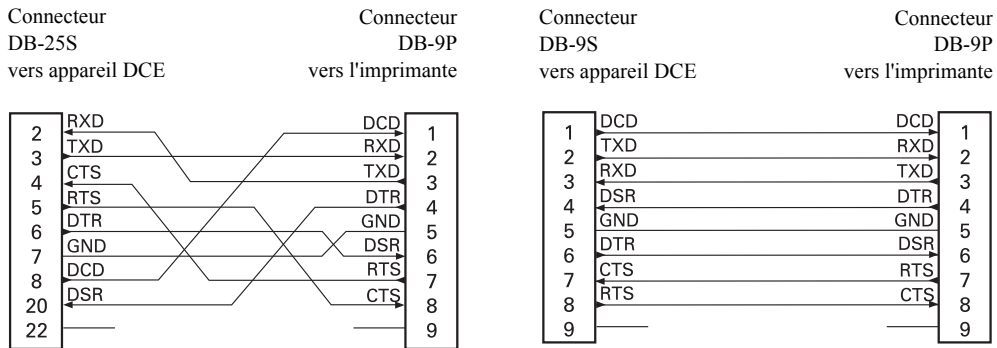 Connecteur
DB-25S
vers appareil DCE
Connecteur
DB-9P
vers l'imprimante
2 RXD DCD 1
3 TXD RXD 2
4 CTS TXD 3
5 RTS DTR 4
6 DTR GND 5
7 GND DSR 6
8 DCD RTS 7
20 DSR CTS 8
22 9
Connecteur
DB-9S
vers appareil DCE
Connecteur
DB-9P
vers l'imprimante
1 DCD DCD 1
2 TXD RXD 2
3 RXD TXD 3
4 DSR DTR 4
5 GND GND 5
6 DTR DSR 6
7 CTS RTS 7
8 RTS CTS 8
9 9